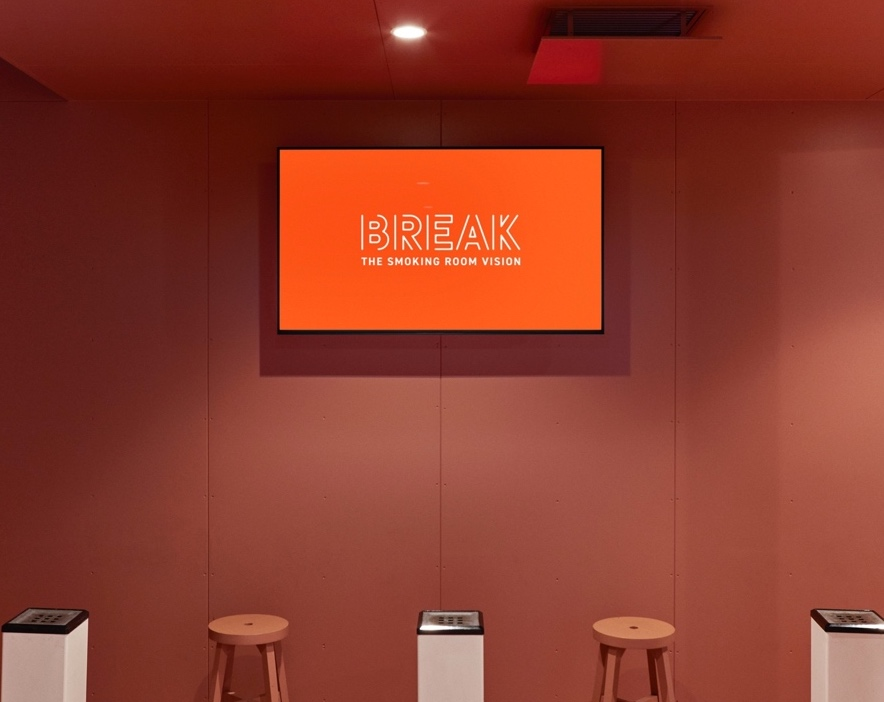 BREAK
THE SMOKING ROOM VISION